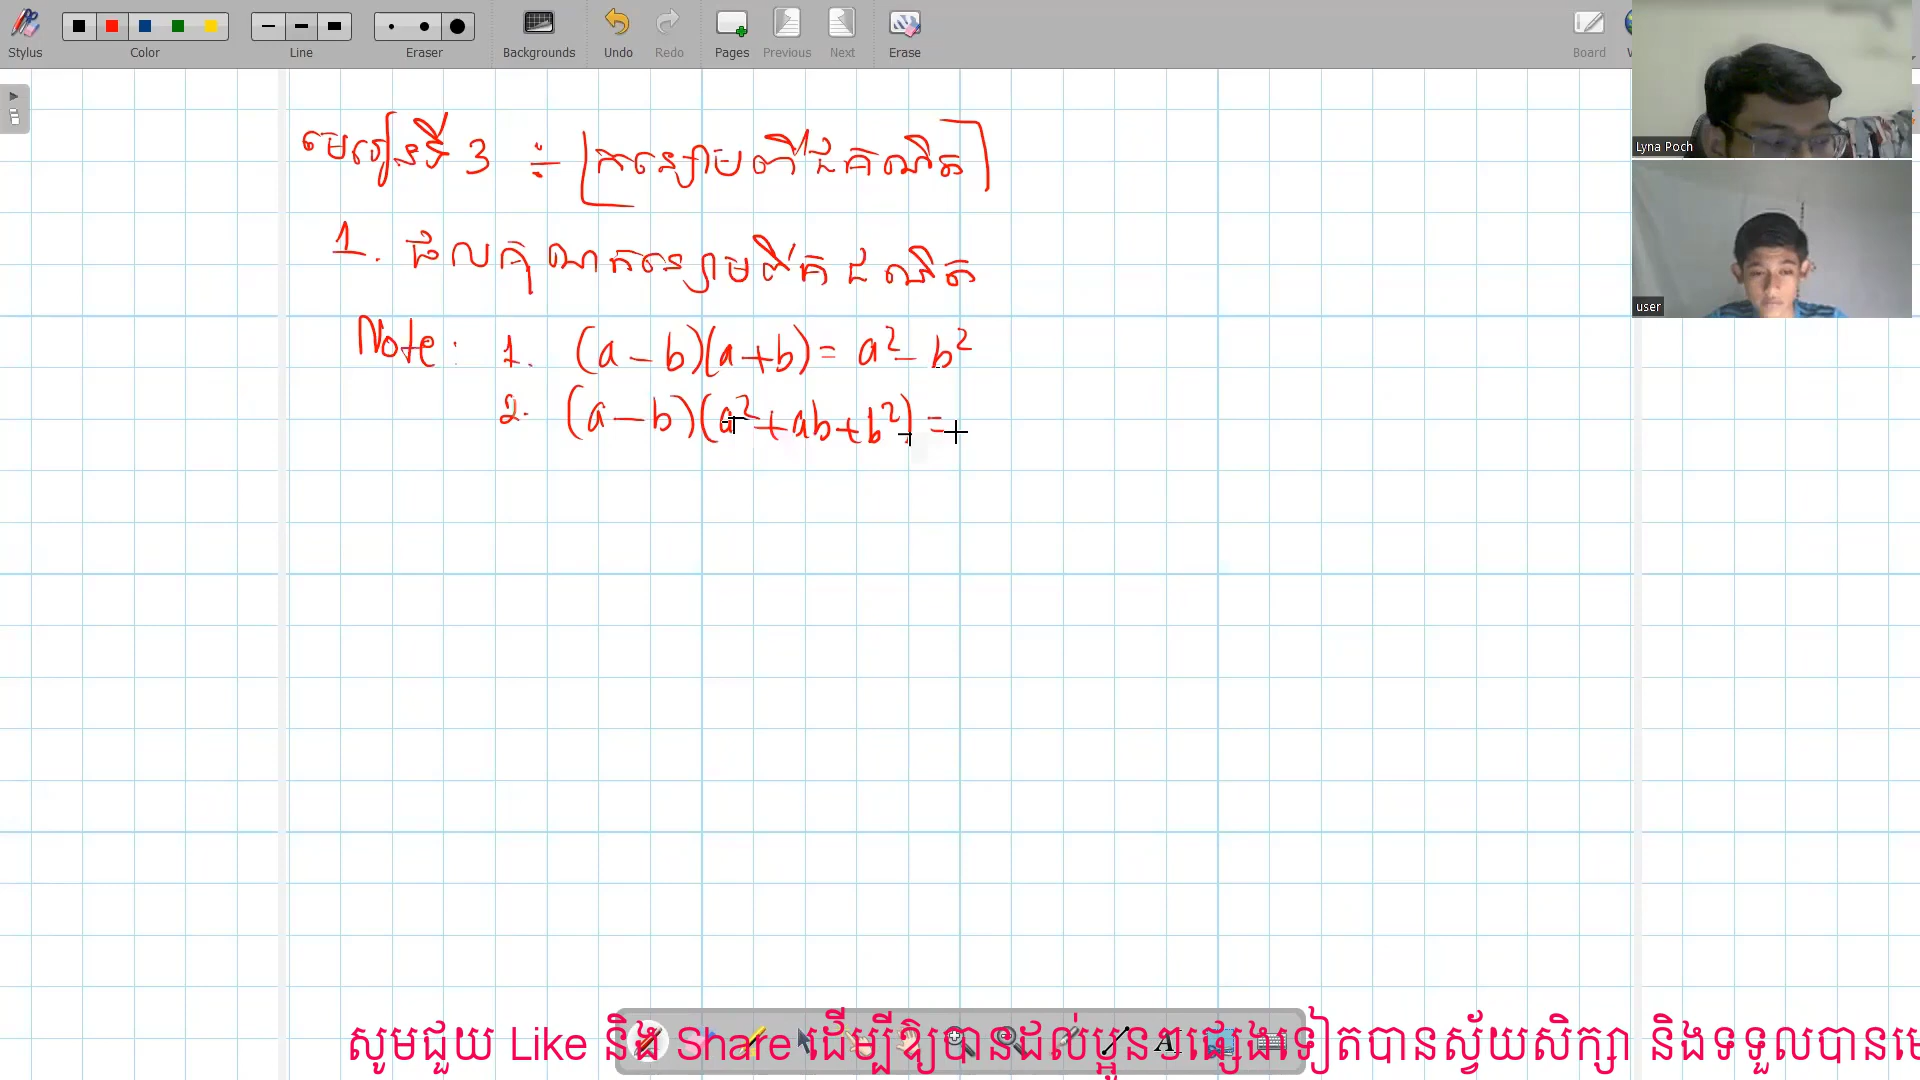 Stylus Color Line Eraser Backgrounds Undo Redo Pages Previous Next Erase Board
Lyna Poch
user
មេរៀនទី 3 ÷ [កន្សោមពីជគណិត]
1. ផលគុណកន្សោមពីគជណិត
Note: 1. (a-b)(a+b) = a²-b²
2. (a-b)(a²+ab+b²) =
សូមជួយ Like និង Share ដើម្បីឱ្យបានដល់ប្អូនៗផ្សេងទៀតបានស្វ័យសិក្សា និងទទួលបាន